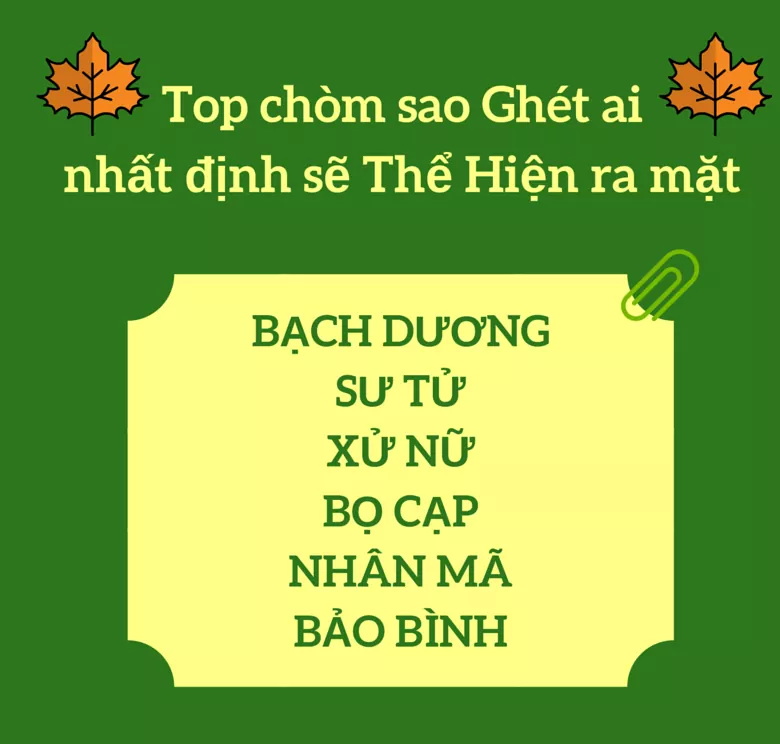 Top chòm sao Ghét ai
nhất định sẽ Thể Hiện ra mặt
BẠCH DƯƠNG
SƯ TỬ
XỬ NỮ
BỌ CẠP
NHÂN MÃ
BẢO BÌNH